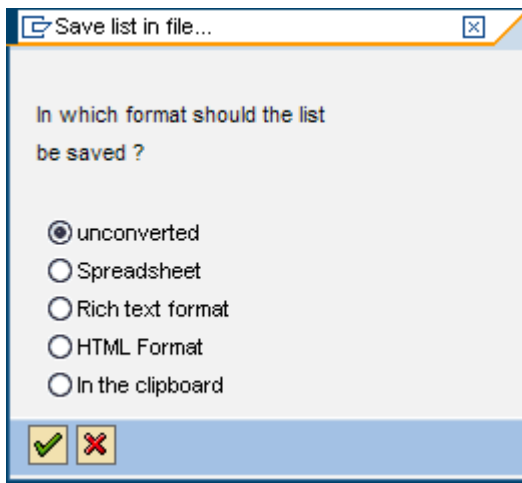 Save list in file...
In which format should the list
be saved ?
unconverted
Spreadsheet
Rich text format
HTML Format
In the clipboard